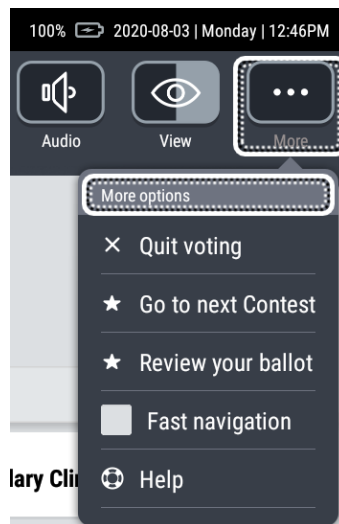 100% 2020-08-03 | Monday | 12:46PM
Audio View More
More options
Quit voting
Go to next Contest
Review your ballot
Fast navigation
lary Cli
Help